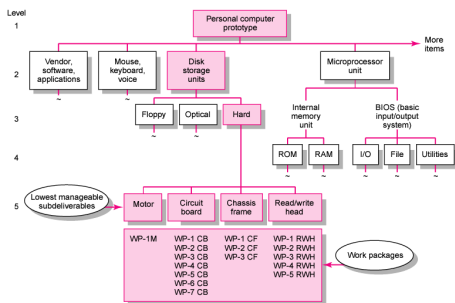 Level
1
Personal computer
prototype
More
items
2
Vendor,
software,
applications
Mouse,
keyboard,
voice
Disk
storage
units
Microprocessor
unit
3
Floppy
Optical
Hard
Internal
memory
unit
BIOS (basic
input/output
system)
4
ROM
RAM
I/O
File
Utilities
Lowest manageable
subdeliverables
5
Motor
Circuit
board
Chassis
frame
Read/write
head
WP-1M
WP-1 CB
WP-2 CB
WP-3 CB
WP-4 CB
WP-5 CB
WP-6 CB
WP-7 CB
WP-1 CF
WP-2 CF
WP-3 CF
WP-1 RWH
WP-2 RWH
WP-3 RWH
WP-4 RWH
WP-5 RWH
Work packages